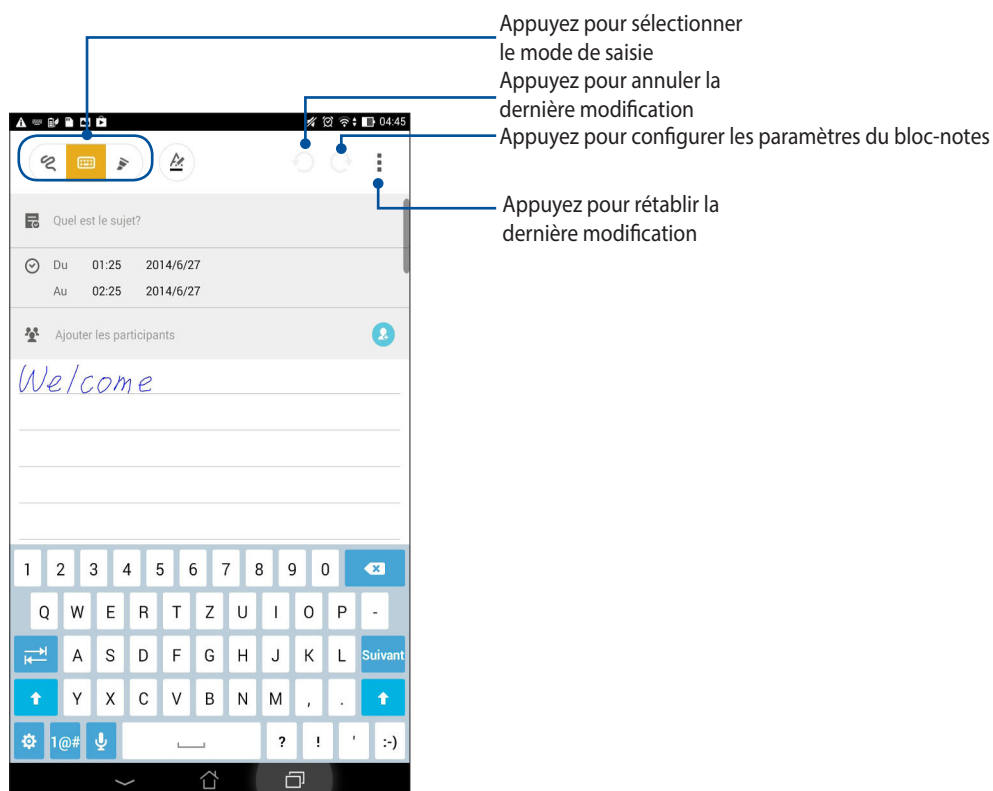 Appuyez pour sélectionner
le mode de saisie
Appuyez pour annuler la
dernière modification
Appuyez pour configurer les paramètres du bloc-notes
Appuyez pour rétablir la
dernière modification
04:45
Quel est le sujet?
Du 01:25 2014/6/27
Au 02:25 2014/6/27
Ajouter les participants
Welcome
1 2 3 4 5 6 7 8 9 0
Q W E R T Z U I O P -
A S D F G H J K L Suivant
Y X C V B N M , .
1@# ? ! ' :-)